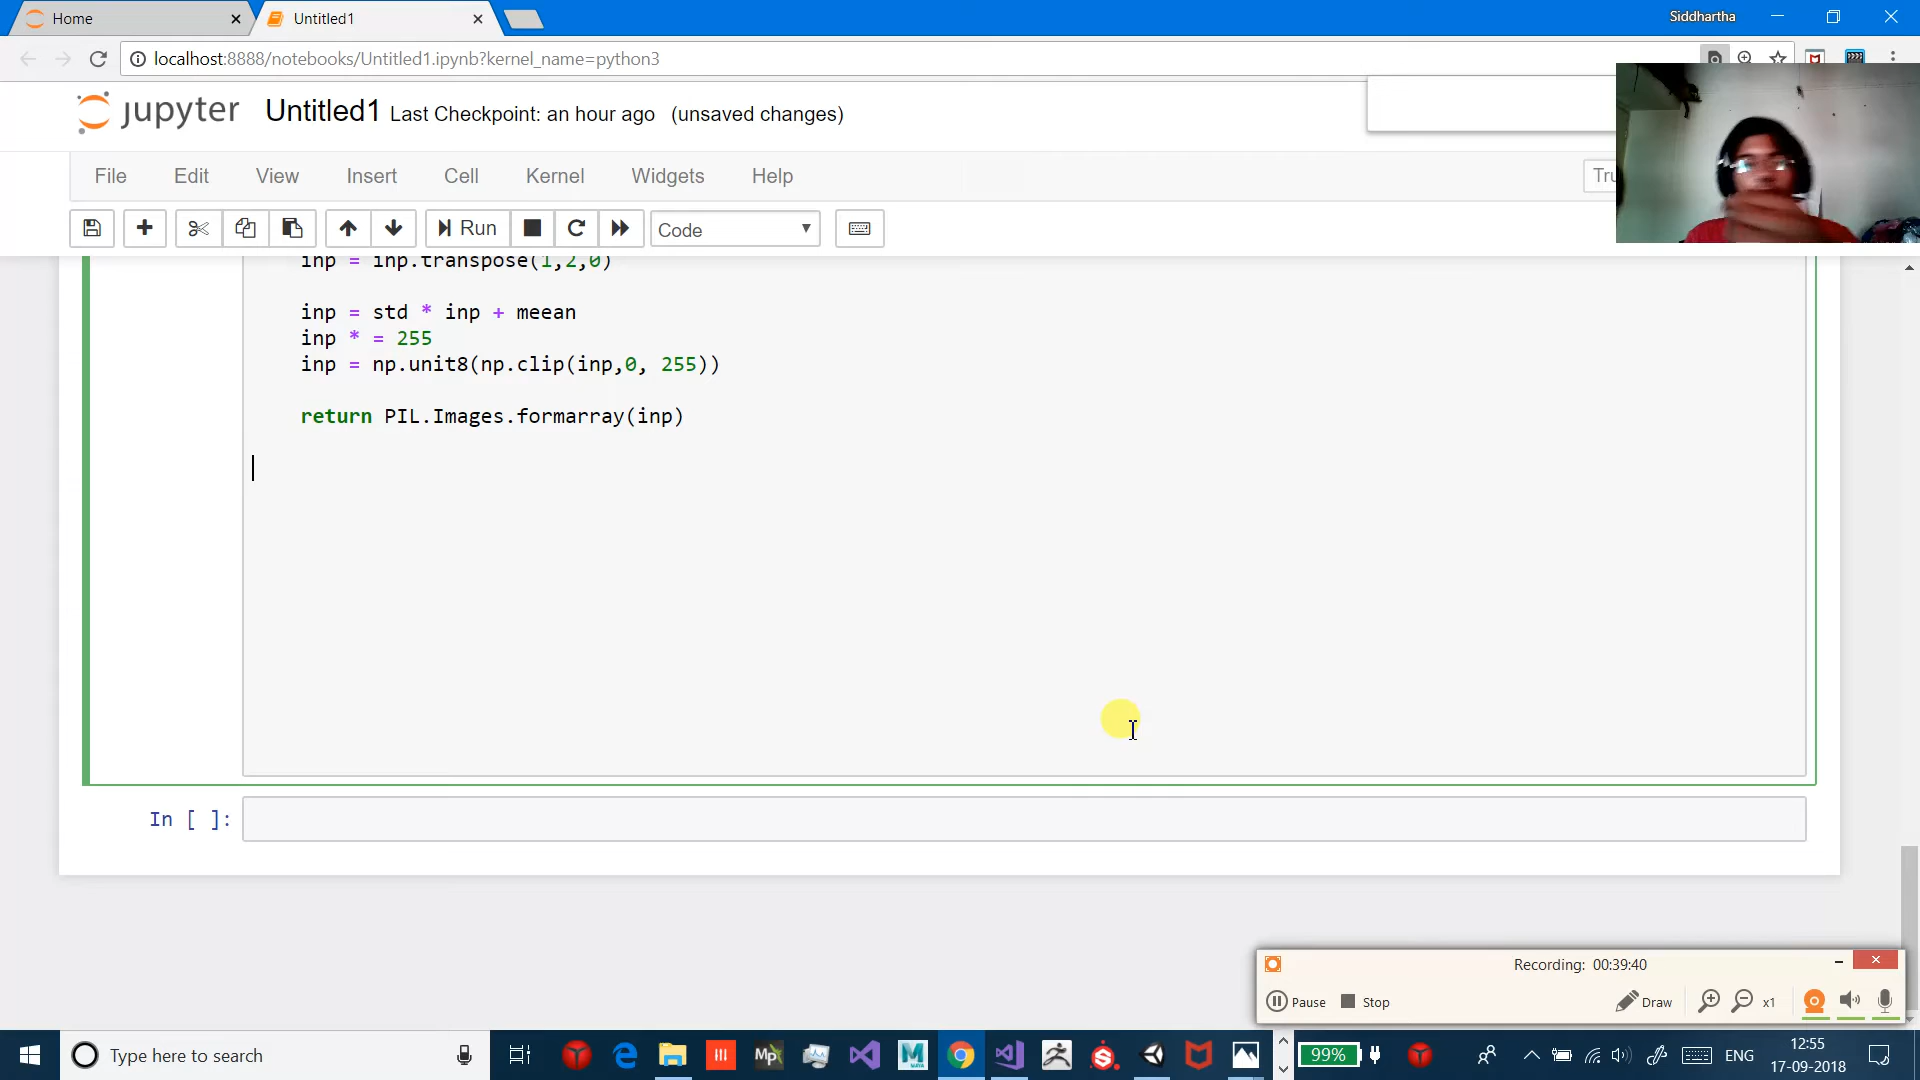 Home
Untitled1
Siddhartha
localhost:8888/notebooks/Untitled1.ipynb?kernel_name=python3
jupyter Untitled1 Last Checkpoint: an hour ago (unsaved changes)
File Edit View Insert Cell Kernel Widgets Help
Tru
Run Code
inp = inp.transpose(1,2,0)
inp = std * inp + meean
inp * = 255
inp = np.unit8(np.clip(inp,0, 255))
return PIL.Images.formarray(inp)
In [ ]:
Recording: 00:39:40
Pause Stop Draw x1
Type here to search
99%
ENG
12:55
17-09-2018